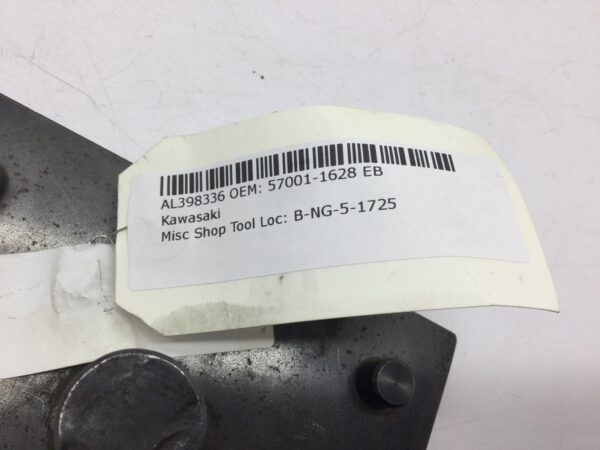 AL398336 OEM: 57001-1628 EB
Kawasaki
Misc Shop Tool Loc: B-NG-5-1725